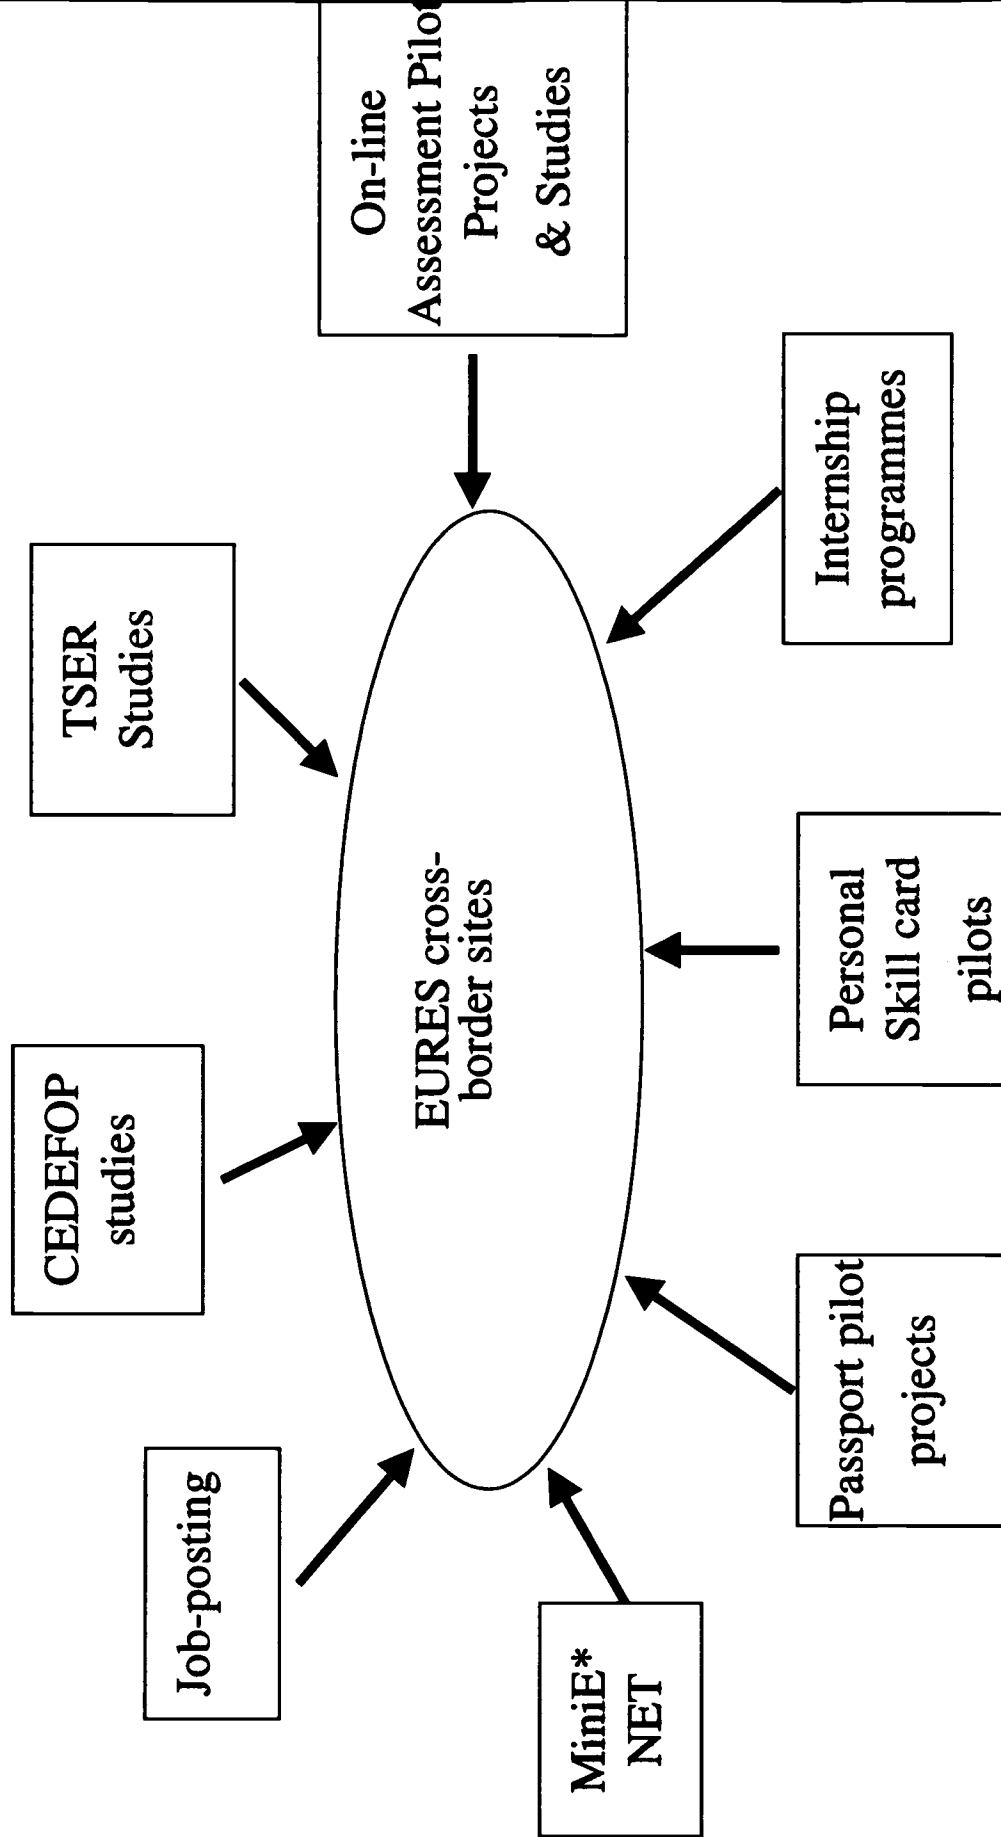 Job-posting
CEDEFOP
studies
TSER
Studies
On-line
Assessment Pilot
Projects
& Studies
EURES cross-
border sites
MiniE*
NET
Passport pilot
projects
Personal
Skill card
pilots
Internship
programmes